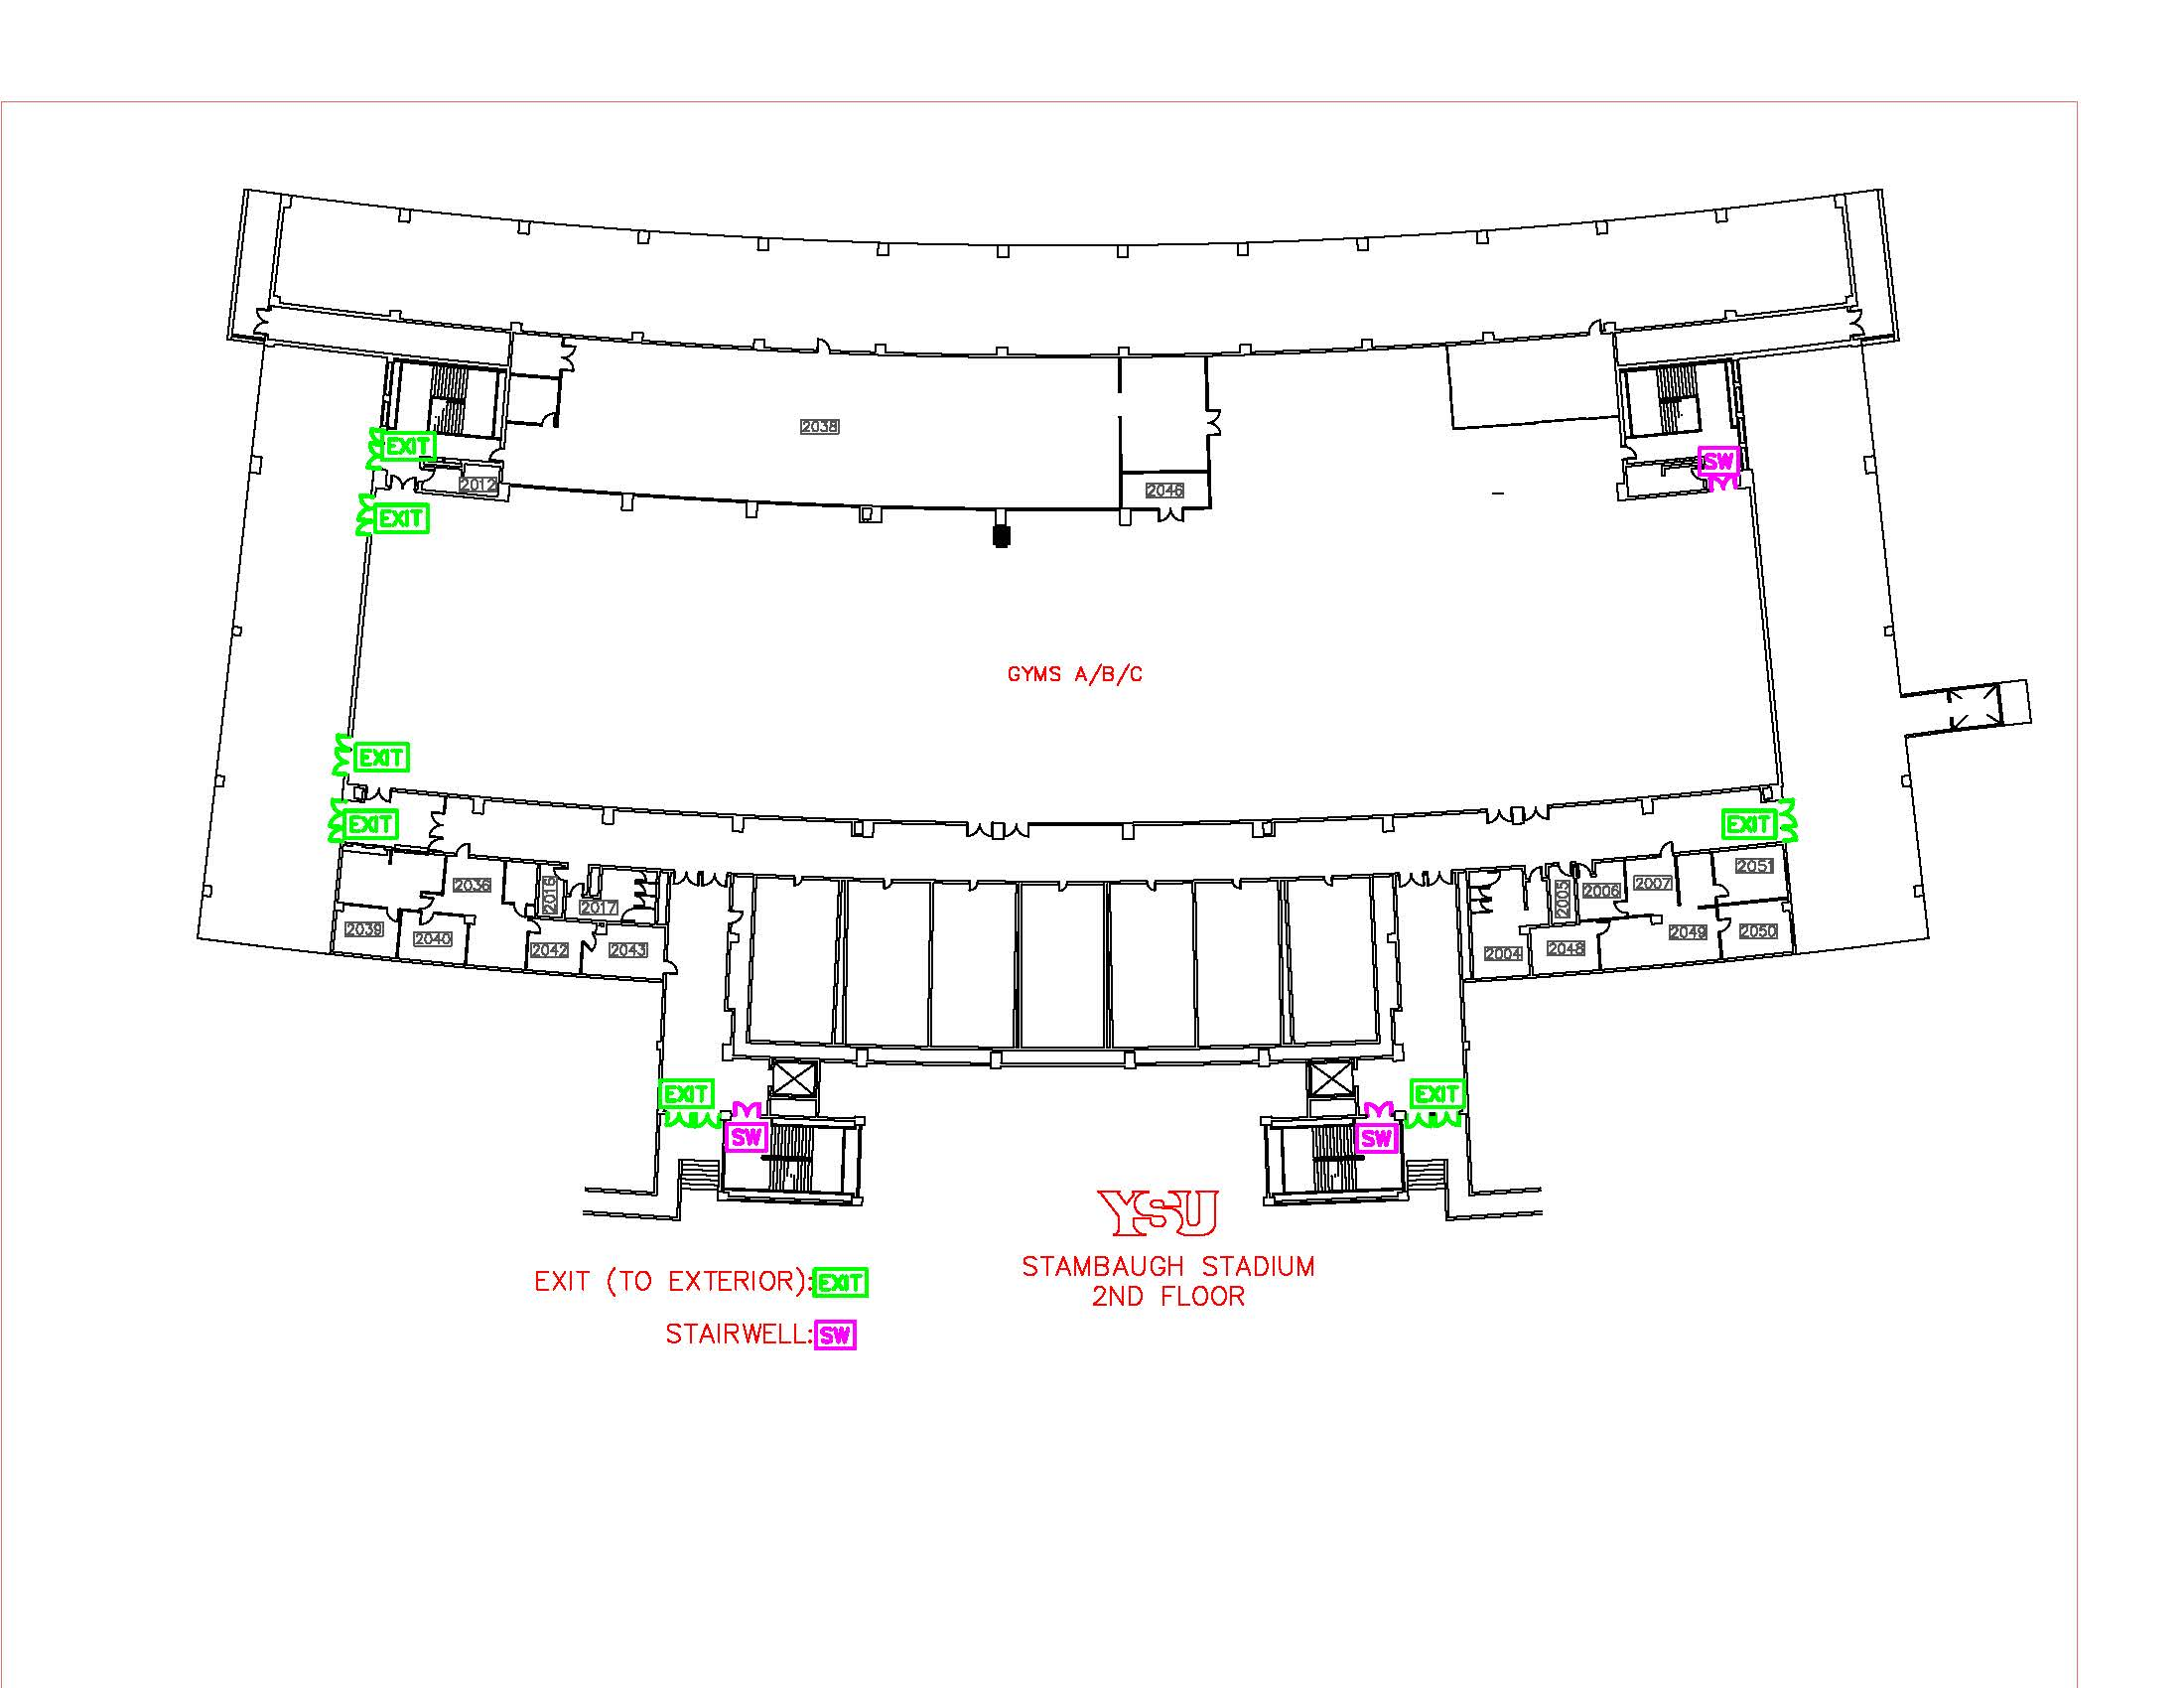 2038
EXIT
SW
2012
2046
EXIT
GYMS A/B/C
EXIT
EXIT
EXIT
2036
2016
2017
2005
2006
2007
2051
2039
2040
2042
2043
2004
2048
2049
2050
EXIT
EXIT
SW
SW
YSU
STAMBAUGH STADIUM
2ND FLOOR
EXIT (TO EXTERIOR): EXIT
STAIRWELL: SW